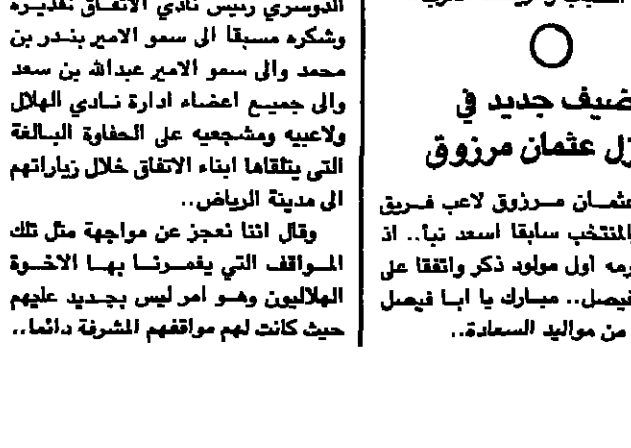 ضيف جديد في
عثمان مرزوق
مرزوق لاعب فريق
سابقا اسعد نبأ.. اذ
اول مولود ذكر واتفقا على
فيصل.. مبارك يا ابا فيصل
من مواليد السعادة..
الدوسري رئيس نادي الاتفاق تقديره
وشكره مسبقا الى سمو الامير بندر بن
محمد والى سمو الامير عبدالله بن سعد
والى جميع اعضاء ادارة نادي الهلال
ولاعبيه ومشجعيه على الحفاوة البالغة
التي يتلقاها ابناء الاتفاق خلال زياراتهم
الى مدينة الرياض..
وقال اننا نعجز عن مواجهة مثل تلك
المواقف التي يغمرنا بها الاخوة
الهلاليون وهو امر ليس بجديد عليهم
حيث كانت لهم مواقفهم المشرفة دائما..